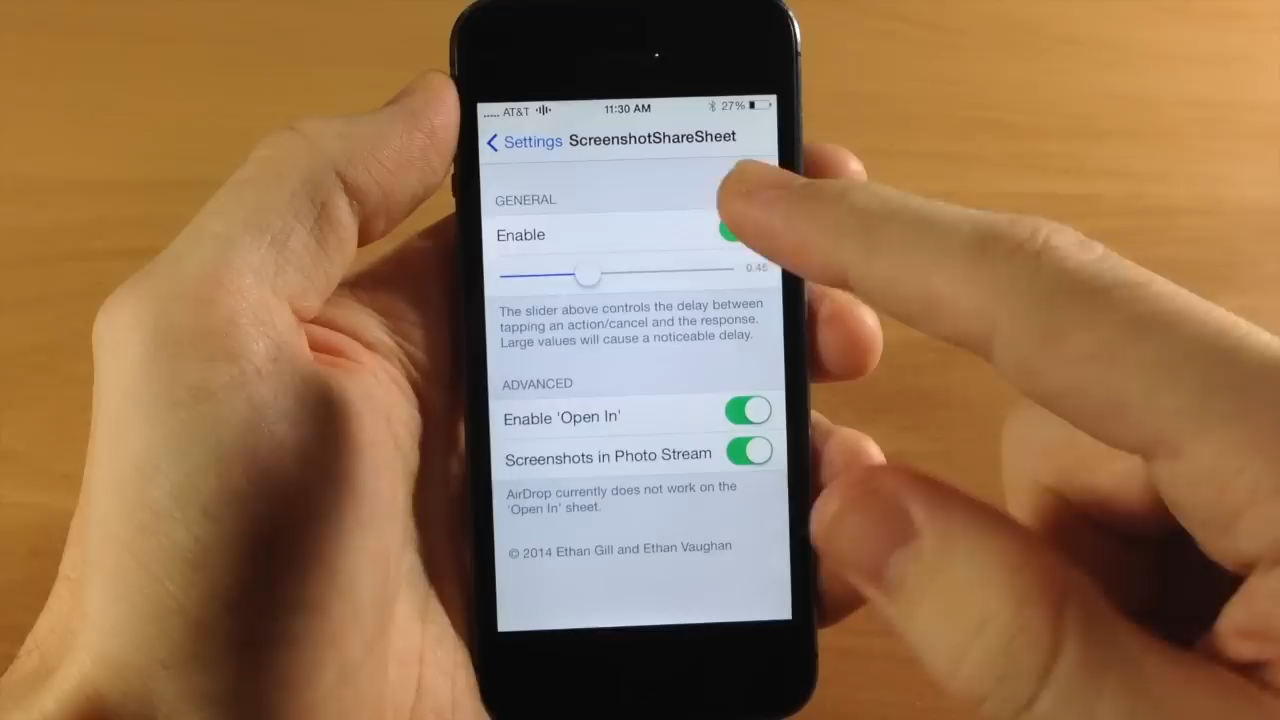 AT&T 11:30 AM 27%
Settings ScreenshotShareSheet
GENERAL
Enable
0.45
The slider above controls the delay between
tapping an action/cancel and the response.
Large values will cause a noticeable delay.
ADVANCED
Enable 'Open In'
Screenshots in Photo Stream
AirDrop currently does not work on the
'Open In' sheet.
© 2014 Ethan Gill and Ethan Vaughan